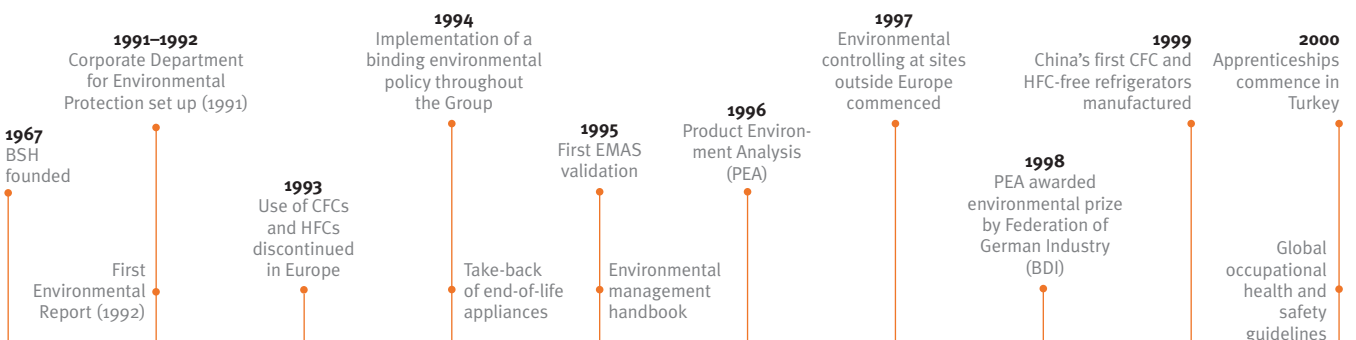 1967
BSH
founded
1991–1992
Corporate Department
for Environmental
Protection set up (1991)
First
Environmental
Report (1992)
1993
Use of CFCs
and HFCs
discontinued
in Europe
1994
Implementation of a
binding environmental
policy throughout
the Group
Take-back
of end-of-life
appliances
1995
First EMAS
validation
Environmental
management
handbook
1996
Product Environ-
ment Analysis
(PEA)
1997
Environmental
controlling at sites
outside Europe
commenced
1998
PEA awarded
environmental prize
by Federation of
German Industry
(BDI)
1999
China’s first CFC and
HFC-free refrigerators
manufactured
2000
Apprenticeships
commence in
Turkey
Global
occupational
health and
safety
guidelines